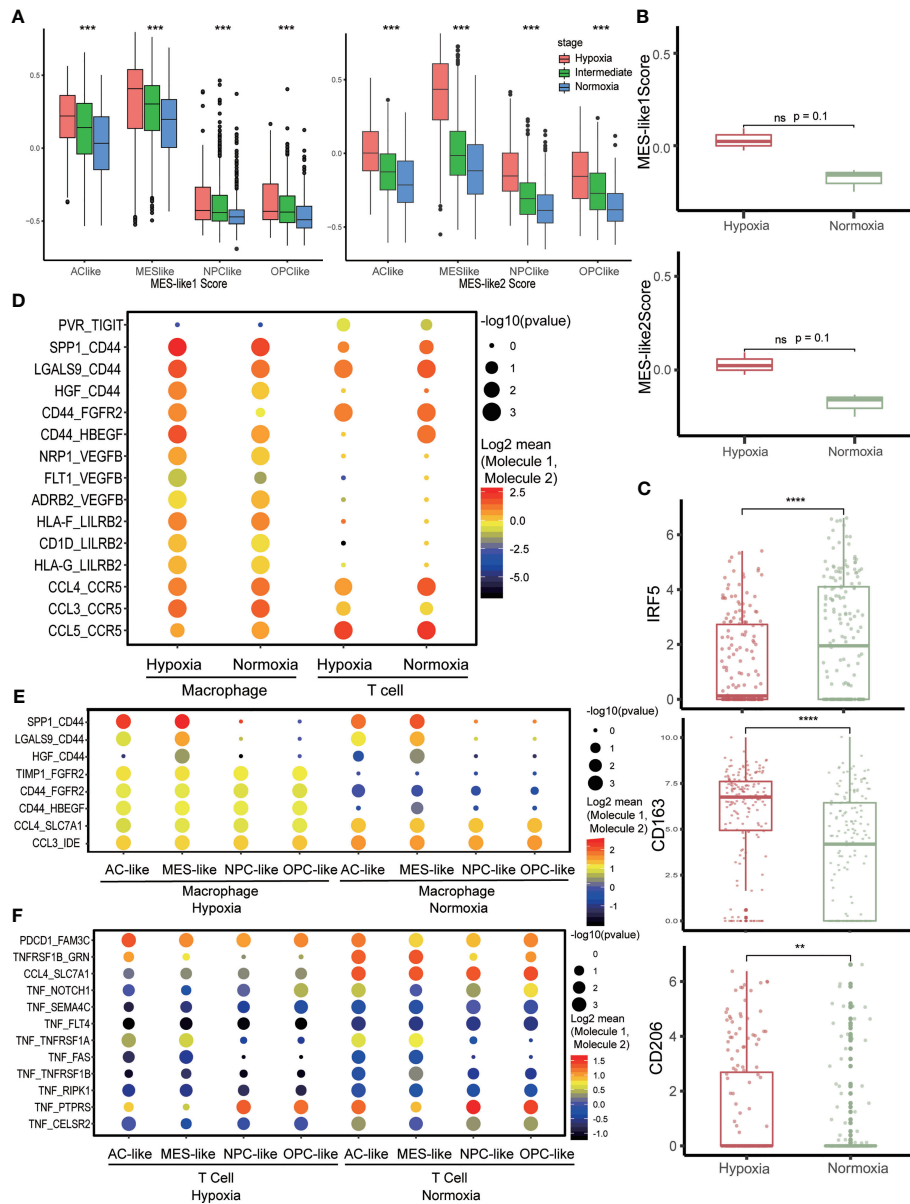 A
*** *** *** ***
0.5
0.0
-0.5
AClike MESlike NPClike OPClike
MES-like1 Score
*** *** *** ***
stage
Hypoxia
Intermediate
Normoxia
0.5
0.0
-0.5
AClike MESlike NPClike OPClike
MES-like2 Score
B
MES-like1Score
0.5
0.0
ns p = 0.1
Hypoxia Normoxia
MES-like2Score
0.5
0.0
ns p = 0.1
Hypoxia Normoxia
C
IRF5
6
4
2
0
****
CD163
10.0
7.5
5.0
2.5
0.0
****
CD206
6
4
2
0
**
Hypoxia Normoxia
D
PVR_TIGIT
SPP1_CD44
LGALS9_CD44
HGF_CD44
CD44_FGFR2
CD44_HBEGF
NRP1_VEGFB
FLT1_VEGFB
ADRB2_VEGFB
HLA-F_LILRB2
CD1D_LILRB2
HLA-G_LILRB2
CCL4_CCR5
CCL3_CCR5
CCL5_CCR5
Hypoxia Normoxia Hypoxia Normoxia
Macrophage T cell
-log10(pvalue)
0
1
2
3
Log2 mean
(Molecule 1,
Molecule 2)
2.5
0.0
-2.5
-5.0
E
SPP1_CD44
LGALS9_CD44
HGF_CD44
TIMP1_FGFR2
CD44_FGFR2
CD44_HBEGF
CCL4_SLC7A1
CCL3_IDE
AC-like MES-like NPC-like OPC-like AC-like MES-like NPC-like OPC-like
Macrophage Macrophage
Hypoxia Normoxia
-log10(pvalue)
0
1
2
3
Log2 mean
(Molecule 1,
Molecule 2)
2
1
0
-1
F
PDCD1_FAM3C
TNFRSF1B_GRN
CCL4_SLC7A1
TNF_NOTCH1
TNF_SEMA4C
TNF_FLT4
TNF_TNFRSF1A
TNF_FAS
TNF_TNFRSF1B
TNF_RIPK1
TNF_PTPRS
TNF_CELSR2
AC-like MES-like NPC-like OPC-like AC-like MES-like NPC-like OPC-like
T Cell T Cell
Hypoxia Normoxia
-log10(pvalue)
0
1
2
3
Log2 mean
(Molecule 1,
Molecule 2)
1.5
1.0
0.5
0.0
-0.5
-1.0